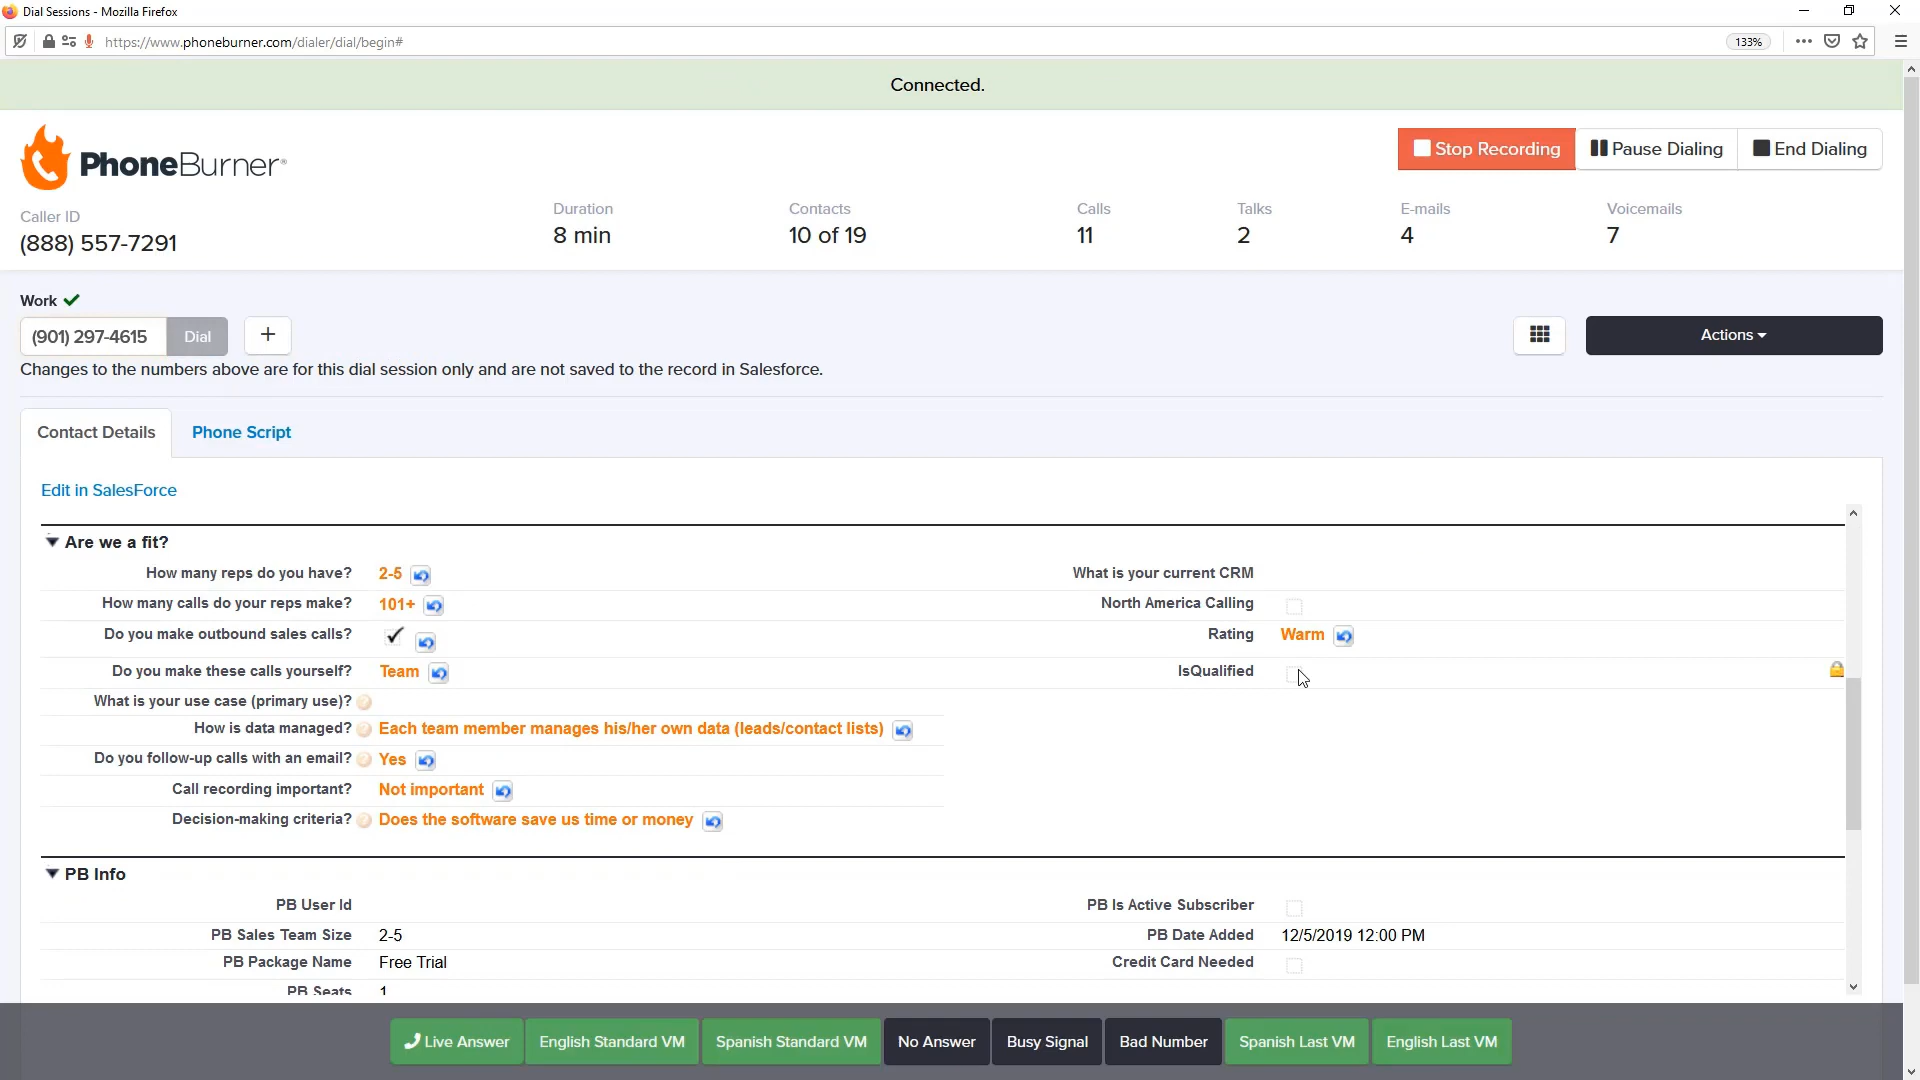 Dial Sessions - Mozilla Firefox
https://www.phoneburner.com/dialer/dial/begin#
133%
Connected.
PhoneBurner
Stop Recording
Pause Dialing
End Dialing
Caller ID
(888) 557-7291
Duration
8 min
Contacts
10 of 19
Calls
11
Talks
2
E-mails
4
Voicemails
7
Work
(901) 297-4615
Dial
+
Actions
Changes to the numbers above are for this dial session only and are not saved to the record in Salesforce.
Contact Details
Phone Script
Edit in SalesForce
Are we a fit?
How many reps do you have? 2-5
What is your current CRM
How many calls do your reps make? 101+
North America Calling
Do you make outbound sales calls?
Rating Warm
Do you make these calls yourself? Team
IsQualified
What is your use case (primary use)?
How is data managed? Each team member manages his/her own data (leads/contact lists)
Do you follow-up calls with an email? Yes
Call recording important? Not important
Decision-making criteria? Does the software save us time or money
PB Info
PB User Id
PB Is Active Subscriber
PB Sales Team Size 2-5
PB Date Added 12/5/2019 12:00 PM
PB Package Name Free Trial
Credit Card Needed
PB Seats 1
Live Answer
English Standard VM
Spanish Standard VM
No Answer
Busy Signal
Bad Number
Spanish Last VM
English Last VM